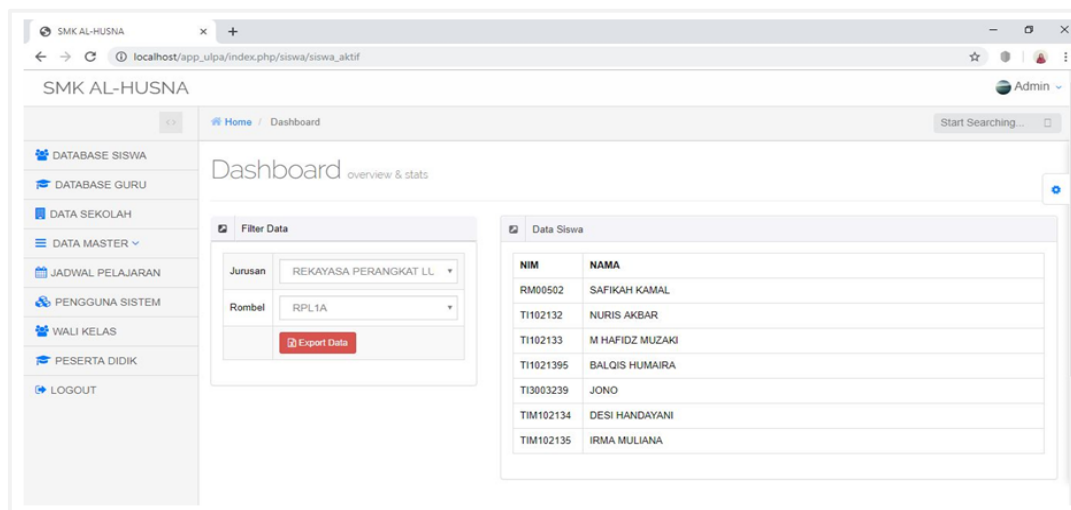 SMK AL-HUSNA
localhost/app_ulpa/index.php/siswa/siswa_aktif
SMK AL-HUSNA
Admin
Home / Dashboard
Start Searching...
DATABASE SISWA
DATABASE GURU
DATA SEKOLAH
DATA MASTER
JADWAL PELAJARAN
PENGGUNA SISTEM
WALI KELAS
PESERTA DIDIK
LOGOUT
Dashboard overview & stats
Filter Data
Jurusan REKAYASA PERANGKAT LU
Rombel RPL1A
Export Data
Data Siswa
NIM NAMA
RM00502 SAFIKAH KAMAL
TI102132 NURIS AKBAR
TI102133 M HAFIDZ MUZAKI
TI1021395 BALQIS HUMAIRA
TI3003239 JONO
TIM102134 DESI HANDAYANI
TIM102135 IRMA MULIANA